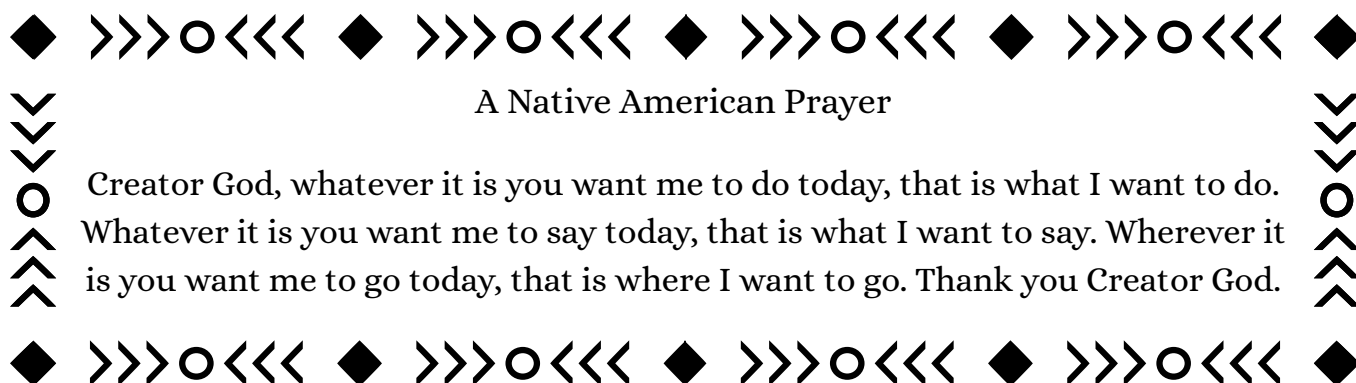 A Native American Prayer
Creator God, whatever it is you want me to do today, that is what I want to do.
Whatever it is you want me to say today, that is what I want to say. Wherever it
is you want me to go today, that is where I want to go. Thank you Creator God.